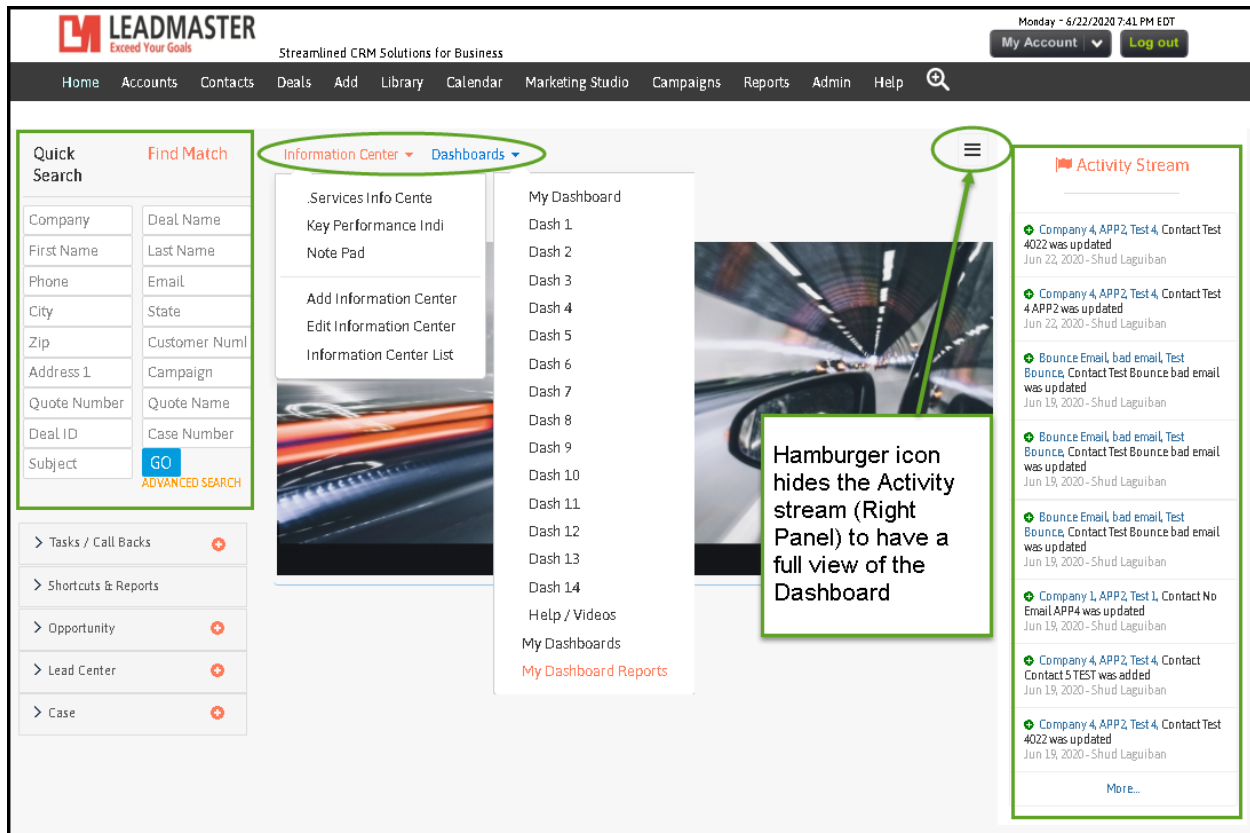 LEADMASTER
Exceed Your Goals
Streamlined CRM Solutions for Business
Monday - 6/22/2020 7:41 PM EDT
My Account
Log out
Home Accounts Contacts Deals Add Library Calendar Marketing Studio Campaigns Reports Admin Help
Quick Search
Find Match
Company Deal Name
First Name Last Name
Phone Email
City State
Zip Customer Numl
Address 1 Campaign
Quote Number Quote Name
Deal ID Case Number
Subject GO
ADVANCED SEARCH
Tasks / Call Backs
Shortcuts & Reports
Opportunity
Lead Center
Case
Information Center Dashboards
.Services Info Cente
Key Performance Indi
Note Pad
Add Information Center
Edit Information Center
Information Center List
My Dashboard
Dash 1
Dash 2
Dash 3
Dash 4
Dash 5
Dash 6
Dash 7
Dash 8
Dash 9
Dash 10
Dash 11
Dash 12
Dash 13
Dash 14
Help / Videos
My Dashboards
My Dashboard Reports
Hamburger icon
hides the Activity
stream (Right
Panel) to have a
full view of the
Dashboard
Activity Stream
Company 4, APP2, Test 4, Contact Test
4022 was updated
Jun 22, 2020 - Shud Laguiban
Company 4, APP2, Test 4, Contact Test
4 APP2 was updated
Jun 22, 2020 - Shud Laguiban
Bounce Email, bad email, Test
Bounce, Contact Test Bounce bad email
was updated
Jun 19, 2020 - Shud Laguiban
Bounce Email, bad email, Test
Bounce, Contact Test Bounce bad email
was updated
Jun 19, 2020 - Shud Laguiban
Bounce Email, bad email, Test
Bounce, Contact Test Bounce bad email
was updated
Jun 19, 2020 - Shud Laguiban
Company 1, APP2, Test 1, Contact No
Email APP4 was updated
Jun 19, 2020 - Shud Laguiban
Company 4, APP2, Test 4, Contact
Contact 5 TEST was added
Jun 19, 2020 - Shud Laguiban
Company 4, APP2, Test 4, Contact Test
4022 was updated
Jun 19, 2020 - Shud Laguiban
More...